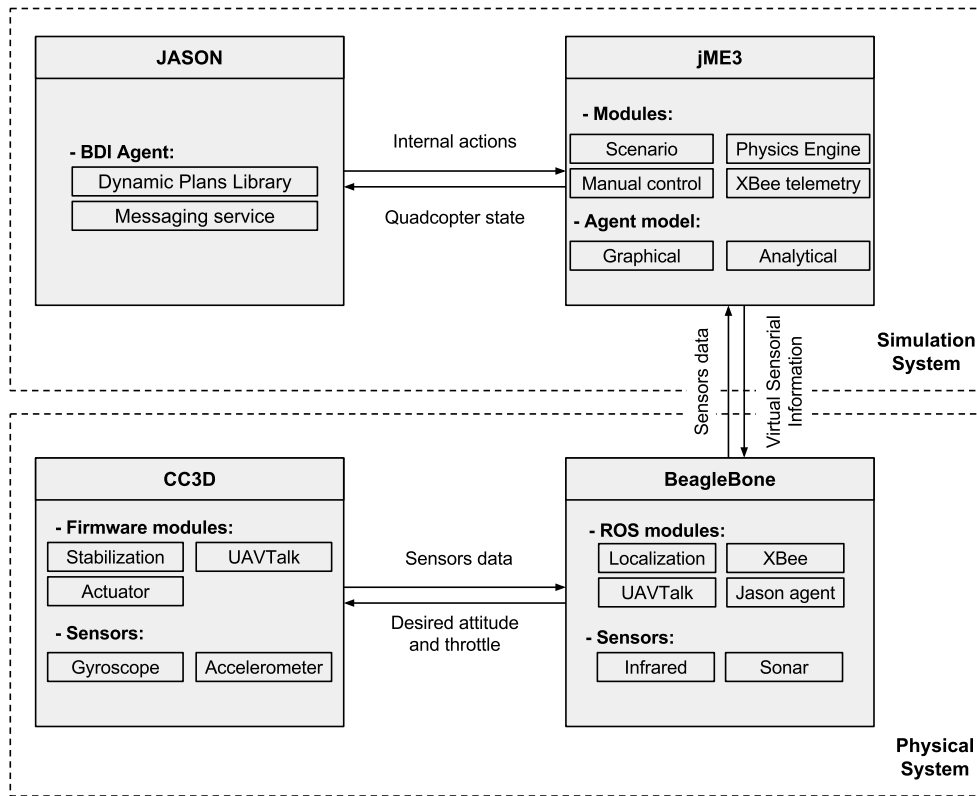 JASON
- BDI Agent:
Dynamic Plans Library
Messaging service
Internal actions
Quadcopter state
jME3
- Modules:
Scenario
Physics Engine
Manual control
XBee telemetry
- Agent model:
Graphical
Analytical
Simulation
System
Sensors data
Virtual Sensorial
Information
CC3D
- Firmware modules:
Stabilization
UAVTalk
Actuator
- Sensors:
Gyroscope
Accelerometer
Sensors data
Desired attitude
and throttle
BeagleBone
- ROS modules:
Localization
XBee
UAVTalk
Jason agent
- Sensors:
Infrared
Sonar
Physical
System